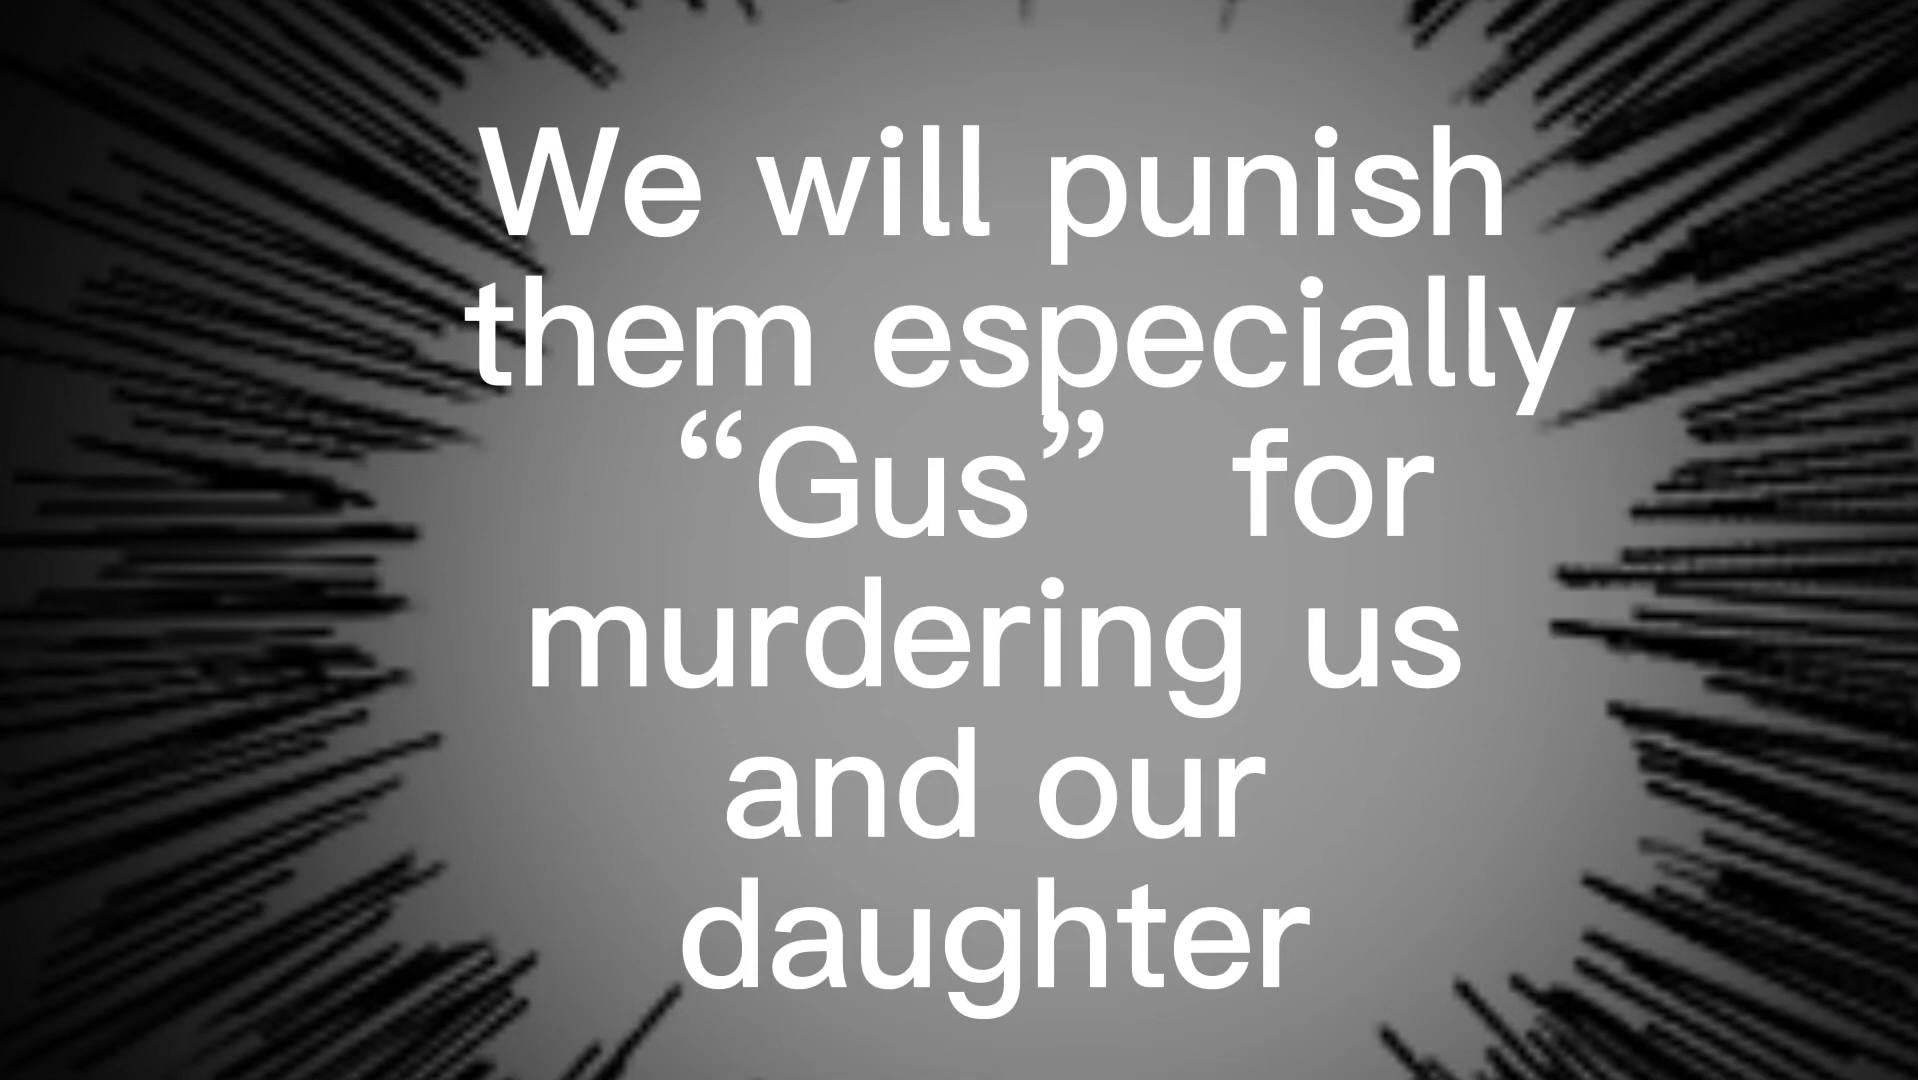 We will punish
them especially
“Gus” for
murdering us
and our
daughter